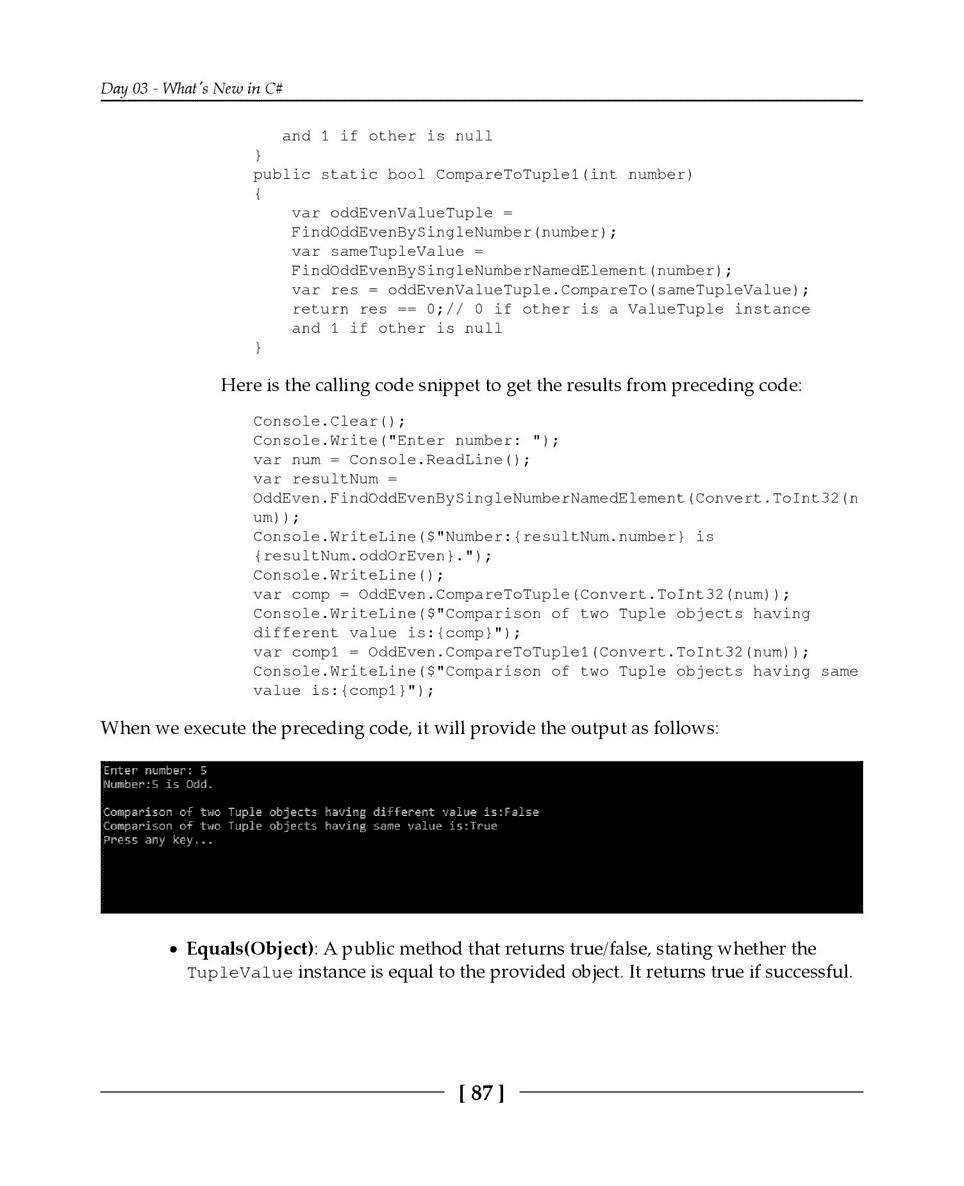 Day 03 - What's New in C#
and 1 if other is null
}
public static bool CompareToTuple1(int number)
{
var oddEvenValueTuple =
FindOddEvenBySingleNumber(number);
var sameTupleValue =
FindOddEvenBySingleNumberNamedElement(number);
var res = oddEvenValueTuple.CompareTo(sameTupleValue);
return res == 0;// 0 if other is a ValueTuple instance
and 1 if other is null
}
Here is the calling code snippet to get the results from preceding code:
Console.Clear();
Console.Write("Enter number: ");
var num = Console.ReadLine();
var resultNum =
OddEven.FindOddEvenBySingleNumberNamedElement(Convert.ToInt32(n
um));
Console.WriteLine($"Number:{resultNum.number} is
{resultNum.oddOrEven}.");
Console.WriteLine();
var comp = OddEven.CompareToTuple(Convert.ToInt32(num));
Console.WriteLine($"Comparison of two Tuple objects having
different value is:{comp}");
var comp1 = OddEven.CompareToTuple1(Convert.ToInt32(num));
Console.WriteLine($"Comparison of two Tuple objects having same
value is:{comp1}");
When we execute the preceding code, it will provide the output as follows:
Enter number: 5
Number:5 is Odd.
Comparison of two Tuple objects having different value is:False
Comparison of two Tuple objects having same value is:True
Press any key...
• Equals(Object): A public method that returns true/false, stating whether the
TupleValue instance is equal to the provided object. It returns true if successful.
[ 87 ]